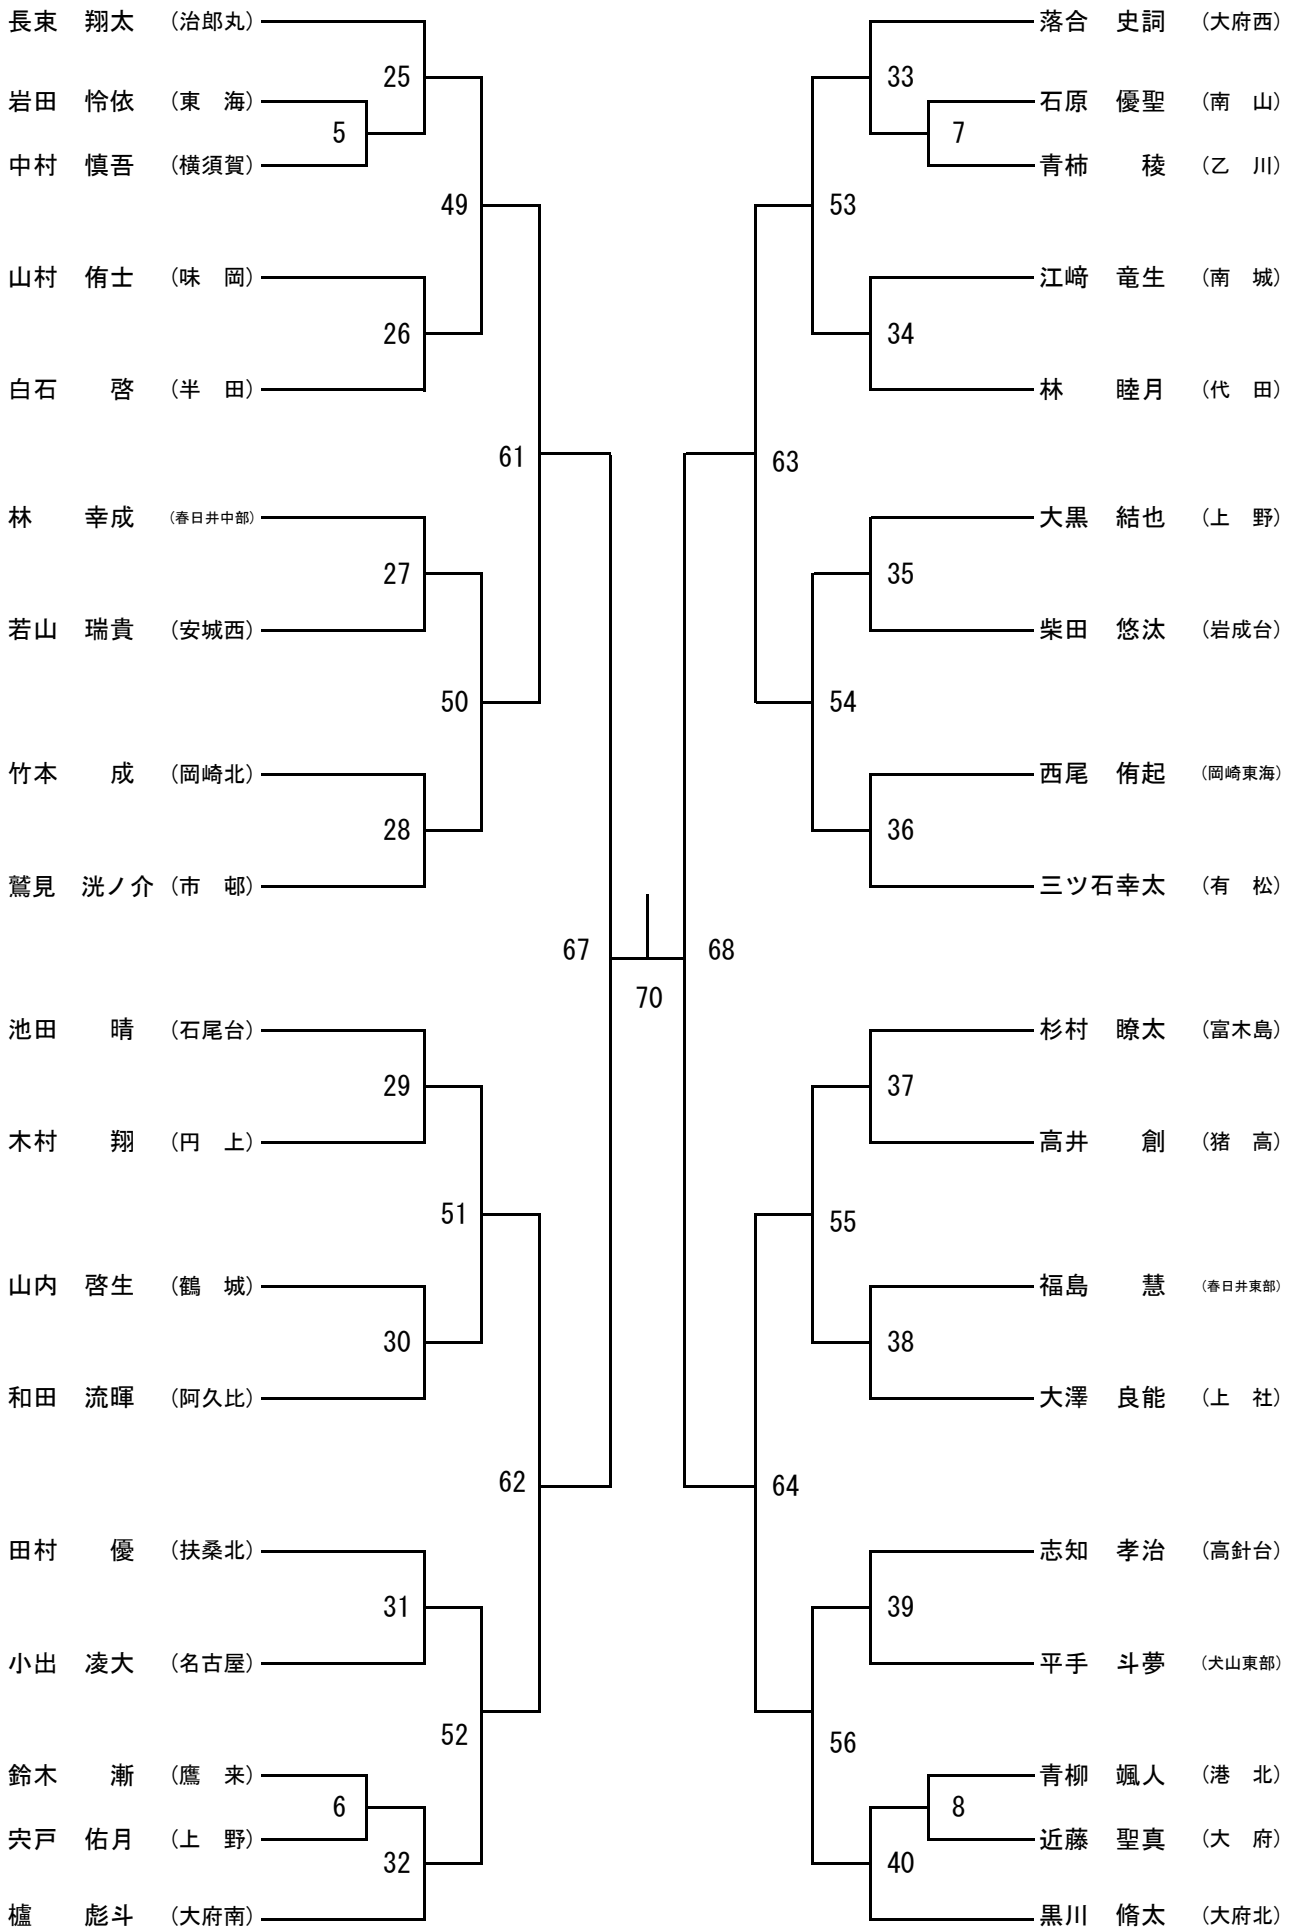 長束　翔太　（治郎丸）
25
岩田　怜依　（東　海）
5
中村　慎吾　（横須賀）
49
山村　侑士　（味　岡）
26
白石　　啓　（半　田）
61
林　　幸成　（春日井中部）
27
若山　瑞貴　（安城西）
50
竹本　　成　（岡崎北）
28
鷲見　洸ノ介（市　邨）
67
池田　　晴　（石尾台）
29
木村　　翔　（円　上）
51
山内　啓生　（鶴　城）
30
和田　流暉　（阿久比）
62
田村　　優　（扶桑北）
31
小出　凌大　（名古屋）
52
鈴木　　漸　（鷹　来）
6
宍戸　佑月　（上　野）
32
櫨　　彪斗　（大府南）
70
落合　史詞　（大府西）
33
石原　優聖　（南　山）
7
青柿　　稜　（乙　川）
53
江﨑　竜生　（南　城）
34
林　　睦月　（代　田）
63
大黒　結也　（上　野）
35
柴田　悠汰　（岩成台）
54
西尾　侑起　（岡崎東海）
36
三ツ石幸太　（有　松）
68
杉村　瞭太　（富木島）
37
高井　　創　（猪　高）
55
福島　　慧　（春日井東部）
38
大澤　良能　（上　社）
64
志知　孝治　（高針台）
39
平手　斗夢　（犬山東部）
56
青柳　颯人　（港　北）
8
近藤　聖真　（大　府）
40
黒川　脩太　（大府北）